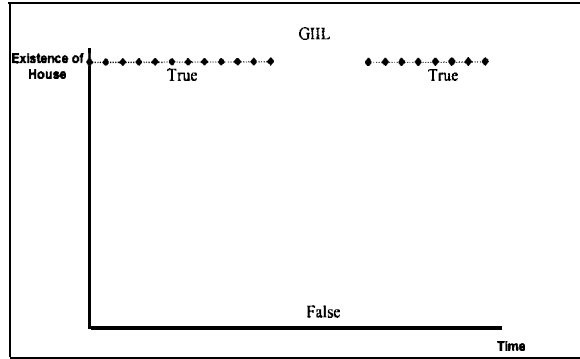 GIIL
Existence of
House
True
True
False
Time